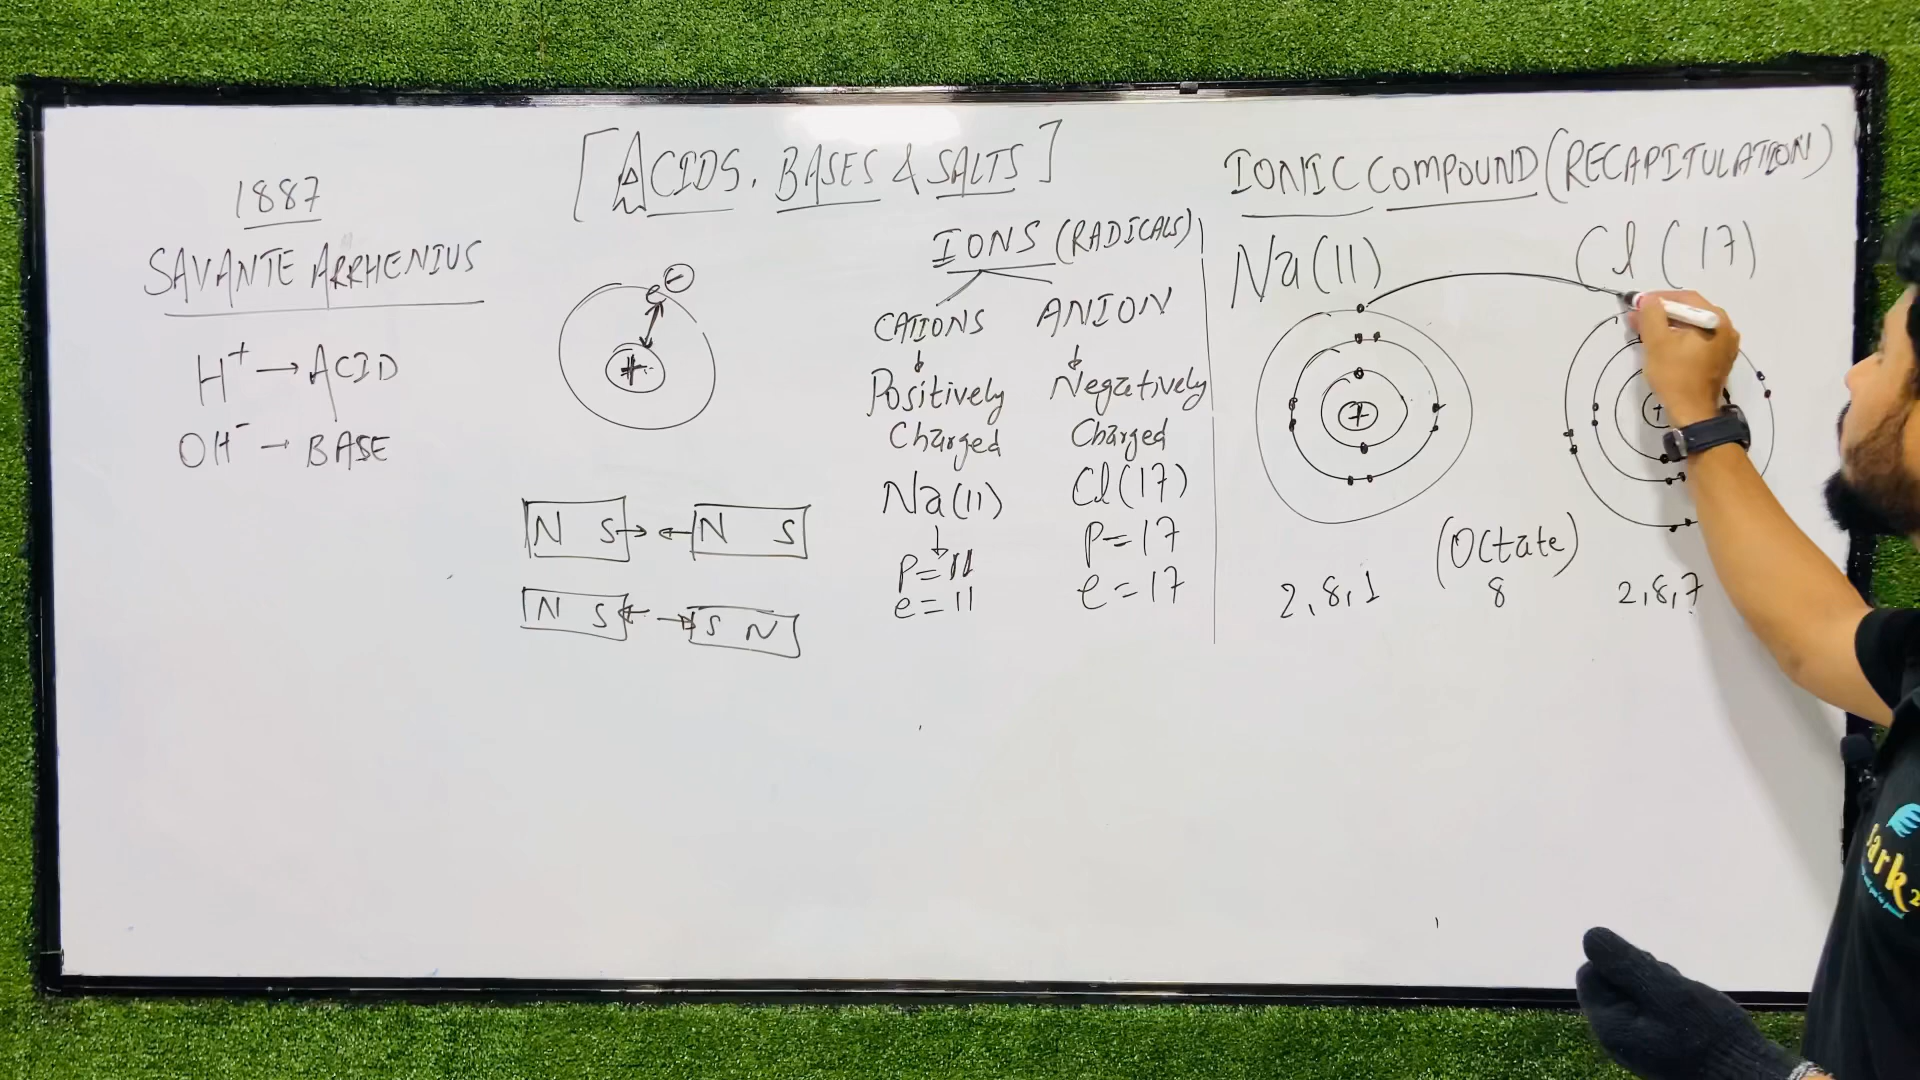 [ACIDS, BASES & SALTS]
1887
SAVANTE ARRHENIUS
H+ → ACID
OH- → BASE
e-
+
N S→ ←N S
N S← →S N
IONS (RADICALS)
CATIONS
↓
Positively
Charged
Na(11)
↓
P=11
e=11
ANION
↓
Negatively
Charged
Cl(17)
P=17
e=17
IONIC COMPOUND (RECAPITULATION)
Na(11)
Cl (17)
+
+
(Octate)
2,8,1
8
2,8,7